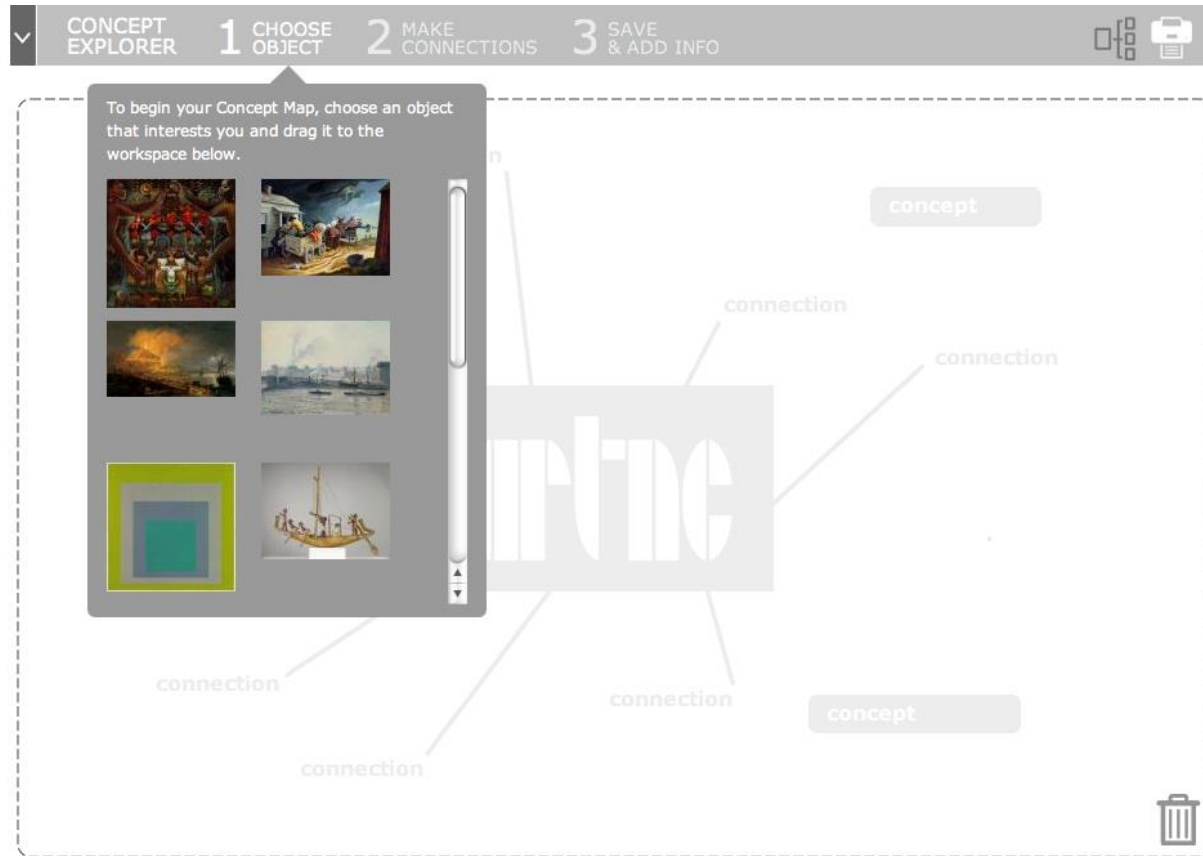 CONCEPT
EXPLORER
1 CHOOSE
OBJECT
2 MAKE
CONNECTIONS
3 SAVE
& ADD INFO
To begin your Concept Map, choose an object
that interests you and drag it to the
workspace below.
concept
connection
connection
connection
connection
concept
connection